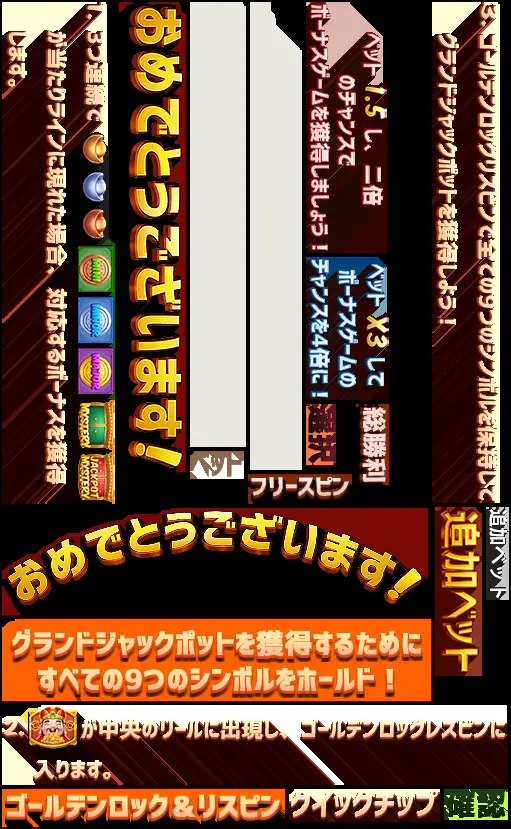 1. 3つ連続で
が当たりラインに現れた場合、対応するボーナスを獲得
します。
MINI
MINOR
MAJOR
MYSTERY
JACKPOT MYSTERY
おめでとうございます!
ベット
フリースピン
ベット 1.5 し、二倍
のチャンスで
ボーナスゲームを獲得しましょう!
ベット X3 して
ボーナスゲームの
チャンスを4倍に!
選択
総勝利
3. ゴールデンロックリスピンで全ての9つのシンボルを保持して
グランドジャックポットを獲得しよう!
追加ベット
追加ベット
おめでとうございます!
グランドジャックポットを獲得するために
すべての9つのシンボルをホールド!
2. が中央のリールに出現し、ゴールデンロックレスピンに
入ります。
ゴールデンロック&リスピン
クイックチップ
確認